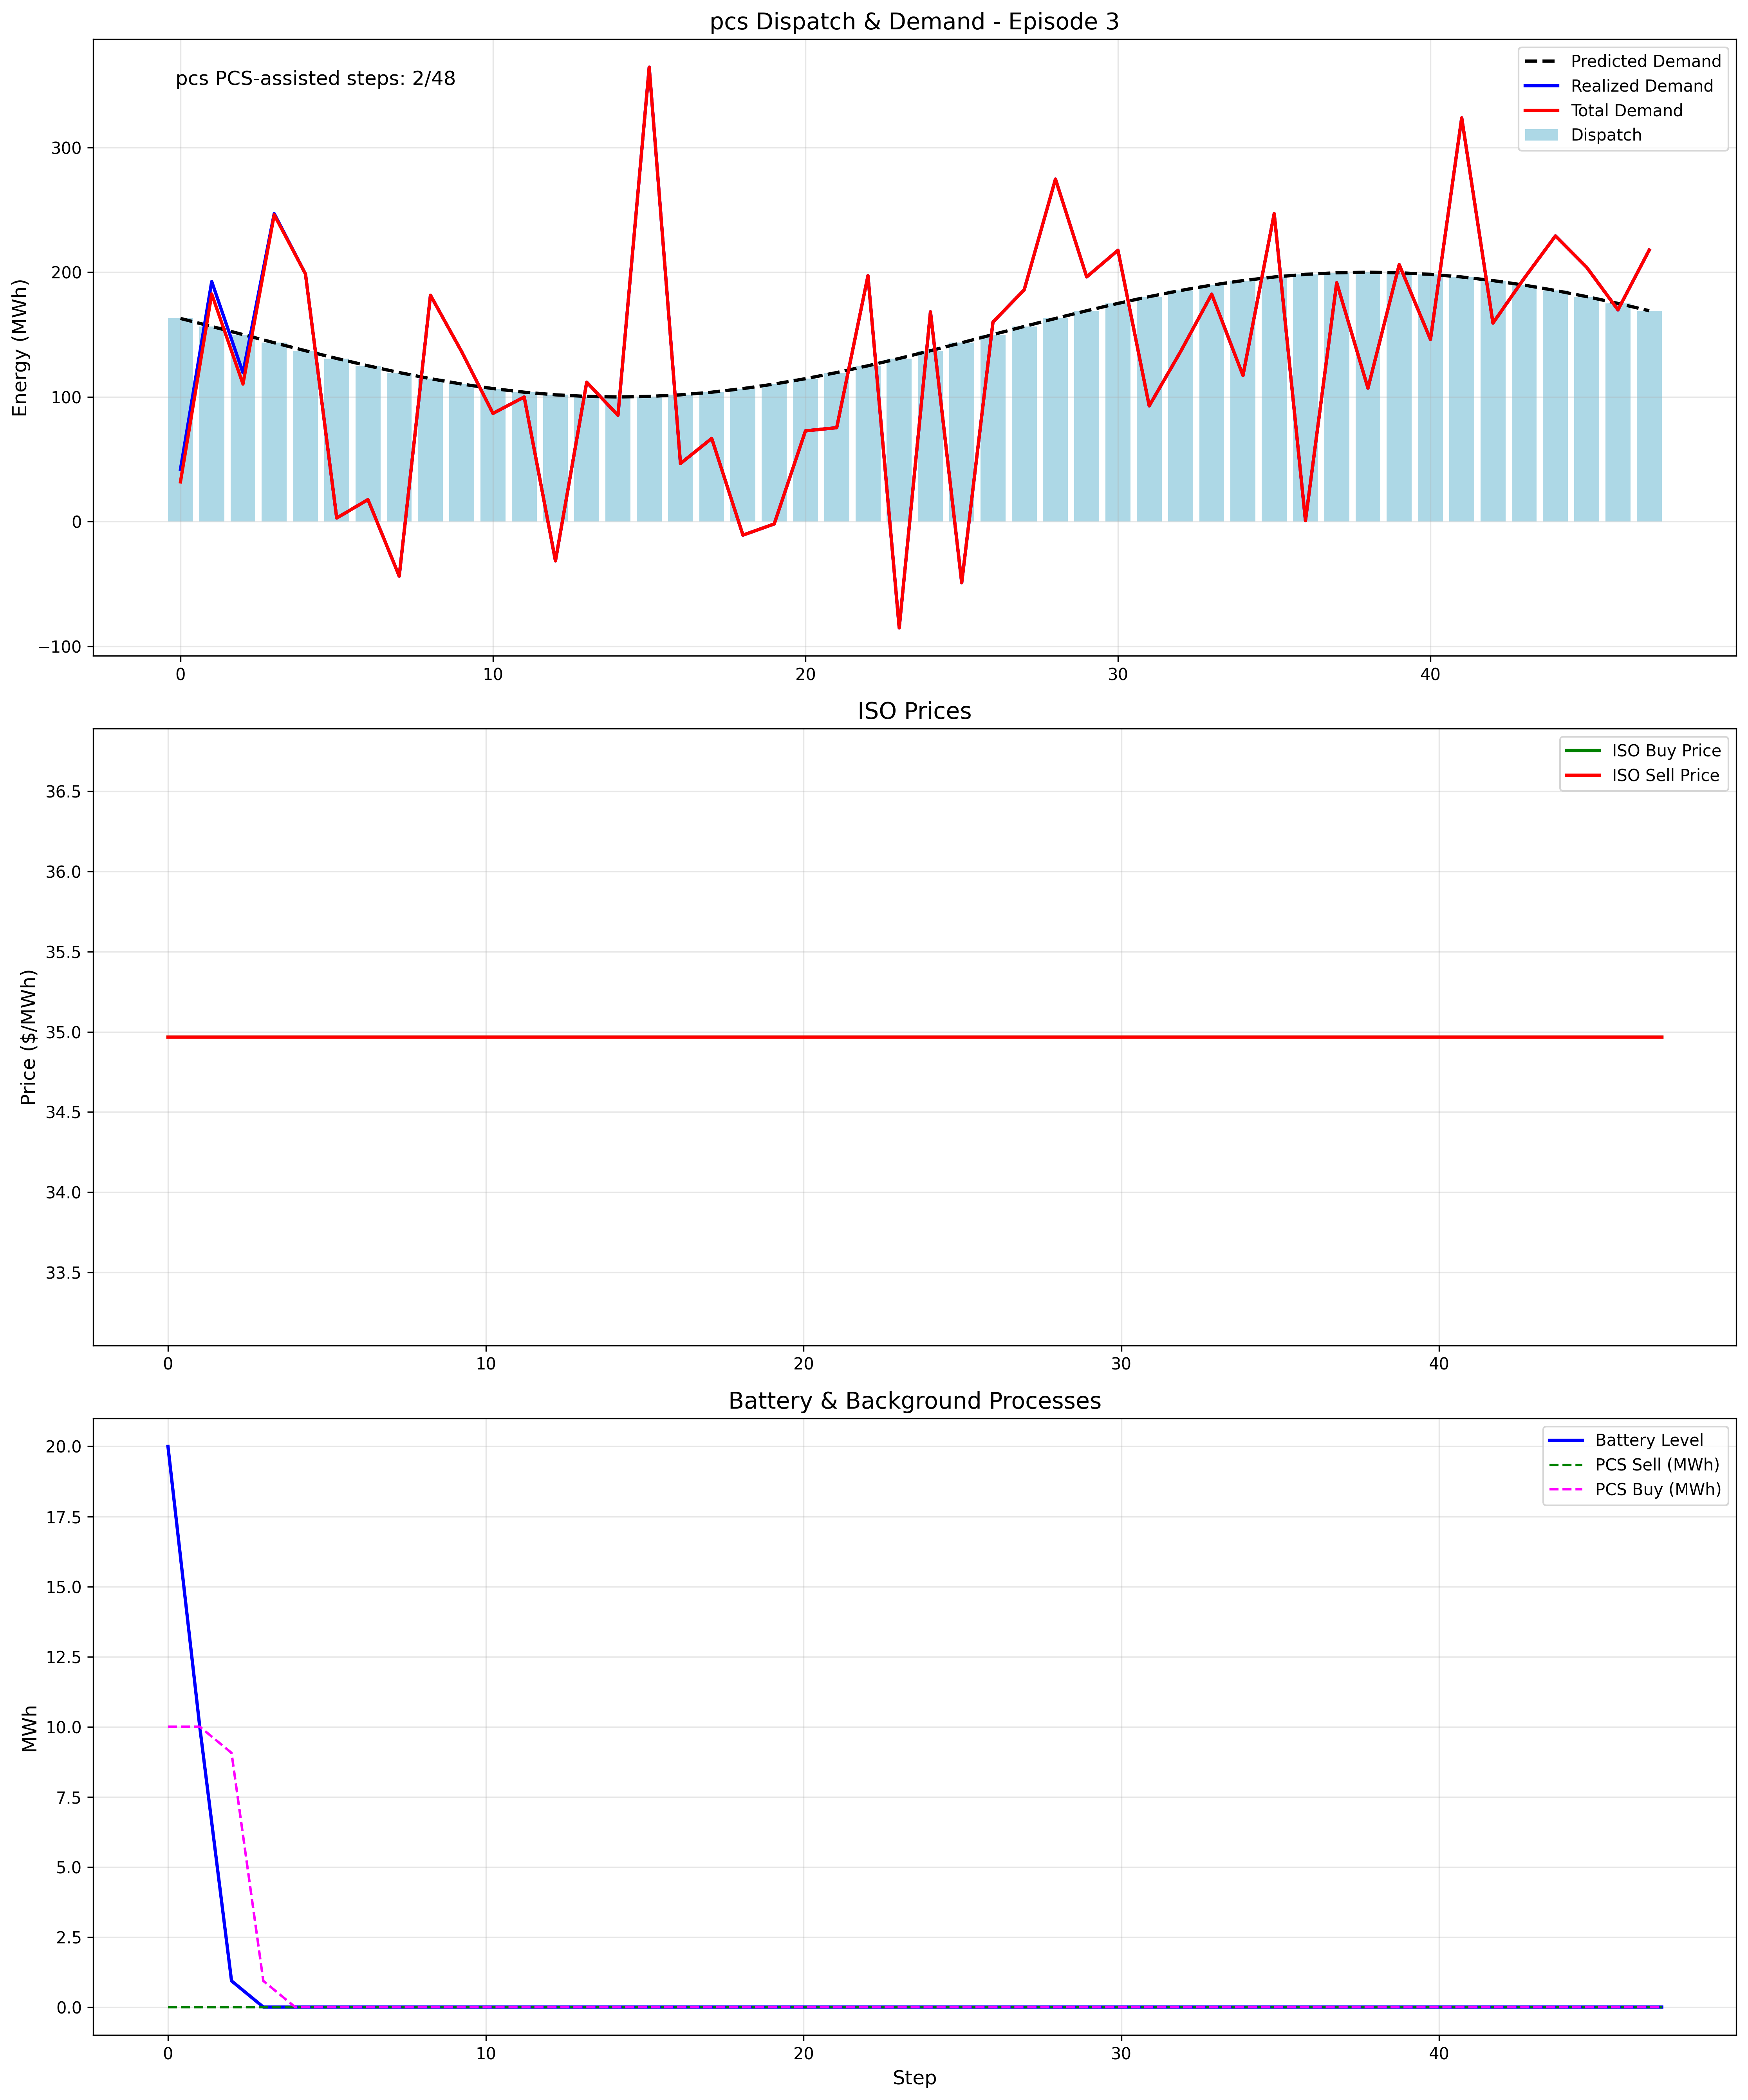 pcs Dispatch & Demand - Episode 3
pcs PCS-assisted steps: 2/48
Predicted Demand
Realized Demand
Total Demand
Dispatch
Energy (MWh)
300
200
100
0
−100
0 10 20 30 40
ISO Prices
ISO Buy Price
ISO Sell Price
Price ($/MWh)
36.5
36.0
35.5
35.0
34.5
34.0
33.5
0 10 20 30 40
Battery & Background Processes
Battery Level
PCS Sell (MWh)
PCS Buy (MWh)
MWh
20.0
17.5
15.0
12.5
10.0
7.5
5.0
2.5
0.0
0 10 20 30 40
Step